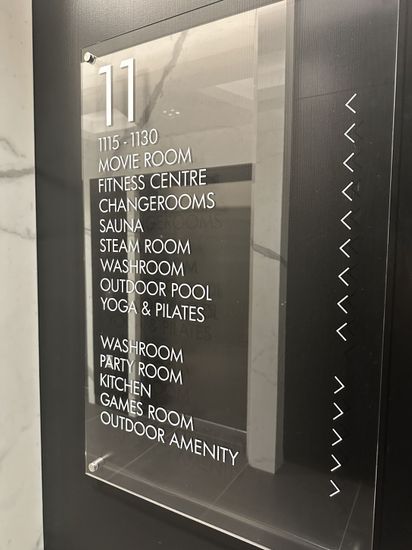 11
1115 - 1130 <
MOVIE ROOM <
FITNESS CENTRE <
CHANGEROOMS <
SAUNA <
STEAM ROOM <
WASHROOM <
OUTDOOR POOL <
YOGA & PILATES <
WASHROOM >
PARTY ROOM >
KITCHEN >
GAMES ROOM >
OUTDOOR AMENITY >